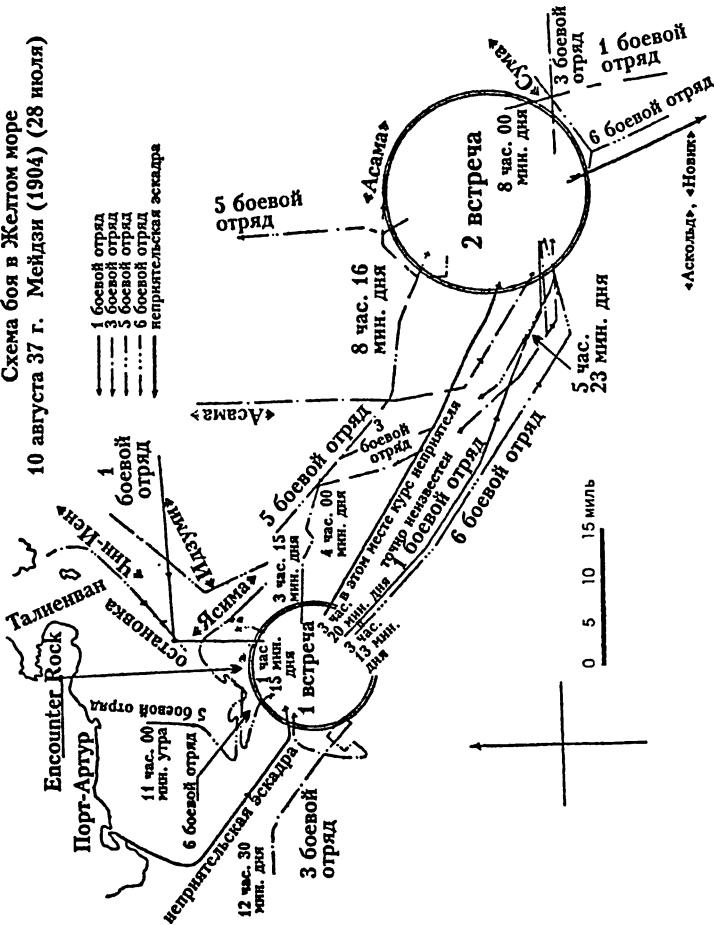 Схема боя в Желтом море
10 августа 37 г. Мейдзи (1904) (28 июля)
1 боевой отряд
3 боевой отряд
5 боевой отряд
6 боевой отряд
неприятельская эскадра
Талиенван
Encounter Rock
Порт-Артур
остановка
«Чин-Иен»
«Идзуми»
«Ясима»
1
боевой
отряд
5 боевой отряд
11 час. 00
мин. утра
6 боевой отряд
неприятельская эскадра
12 час. 30
мин. дня
3 боевой
отряд
1 час
15 мин.
дня
1 встреча
3 час. 15
мин. дня
4 час. 00
мин. дня
5 боевой отряд
3
боевой
отряд
«Асама»
3 час. в этом месте курс неприятеля
20 мин. дня точно неизвестен
3 час.
13 мин.
дня
1 боевой отряд
6 боевой отряд
5 час.
23 мин. дня
8 час. 16
мин. дня
5 боевой
отряд
«Асама»
2 встреча
8 час. 00
мин. дня
«Сума»
3 боевой
отряд
1 боевой
отряд
6 боевой отряд
«Аскольд», «Новик»
0 5 10 15 миль